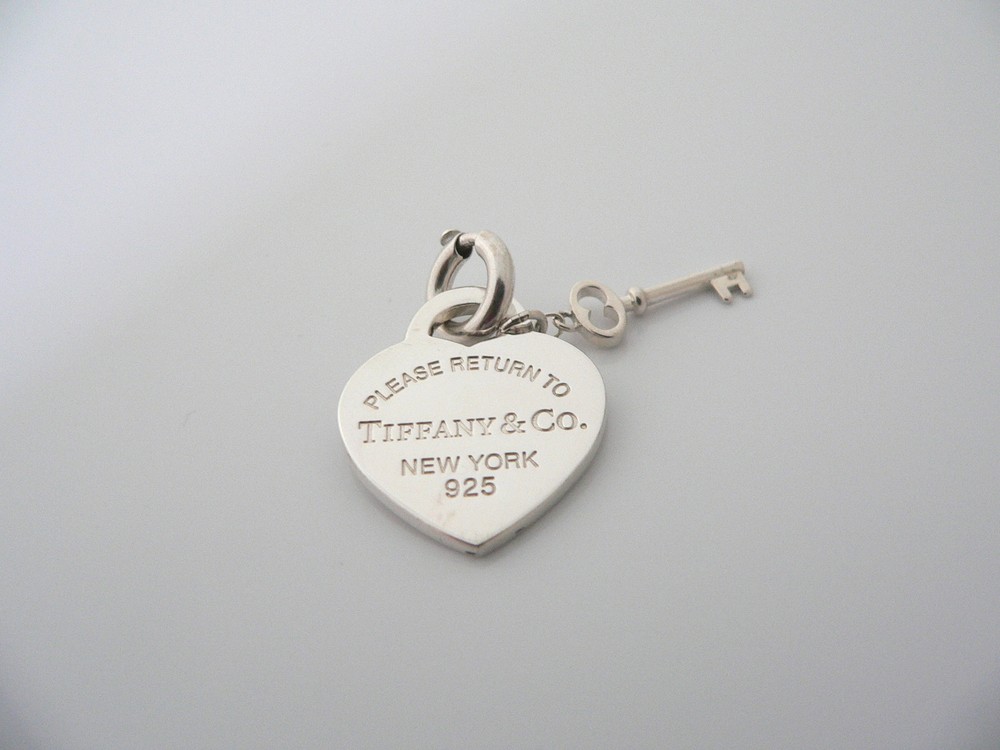 PLEASE RETURN TO
TIFFANY & CO.
NEW YORK
925